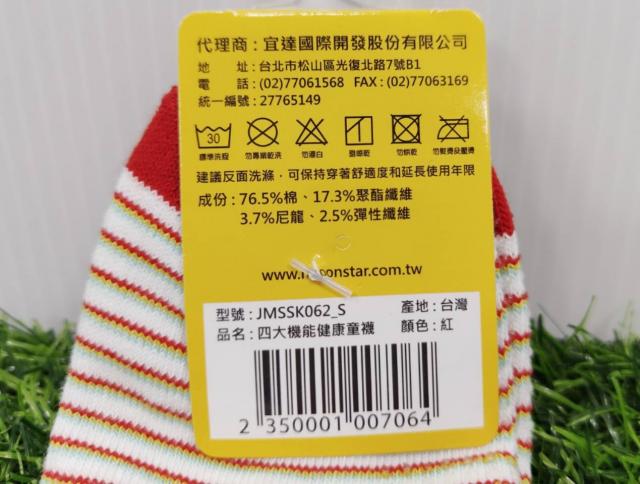 代理商：宜達國際開發股份有限公司
地　址：台北市松山區光復北路7號B1
電　話：(02)77061568 FAX：(02)77063169
統一編號：27765149
30
標準洗程 勿專業乾洗 勿漂白 懸掛乾 勿烘乾 勿熨燙及壓燙
建議反面洗滌，可保持穿著舒適度和延長使用年限
成份：76.5%棉、17.3%聚酯纖維
3.7%尼龍、2.5%彈性纖維
www.moonstar.com.tw
型號：JMSSK062_S 產地：台灣
品名：四大機能健康童襪 顏色：紅
2 350001 007064